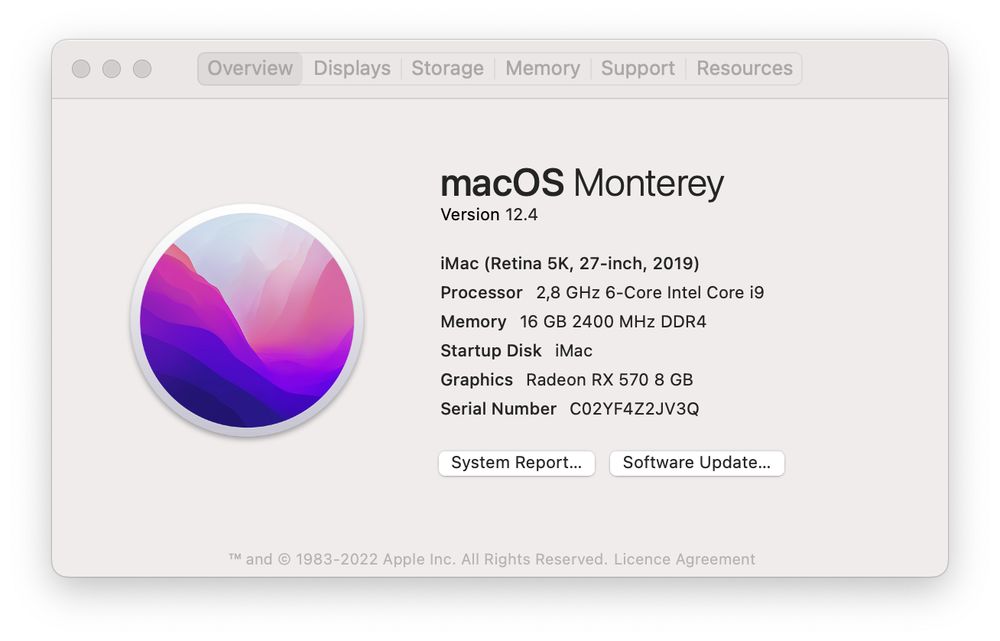 Overview Displays Storage Memory Support Resources
macOS Monterey
Version 12.4
iMac (Retina 5K, 27-inch, 2019)
Processor 2,8 GHz 6-Core Intel Core i9
Memory 16 GB 2400 MHz DDR4
Startup Disk iMac
Graphics Radeon RX 570 8 GB
Serial Number C02YF4Z2JV3Q
System Report... Software Update...
™ and © 1983-2022 Apple Inc. All Rights Reserved. Licence Agreement